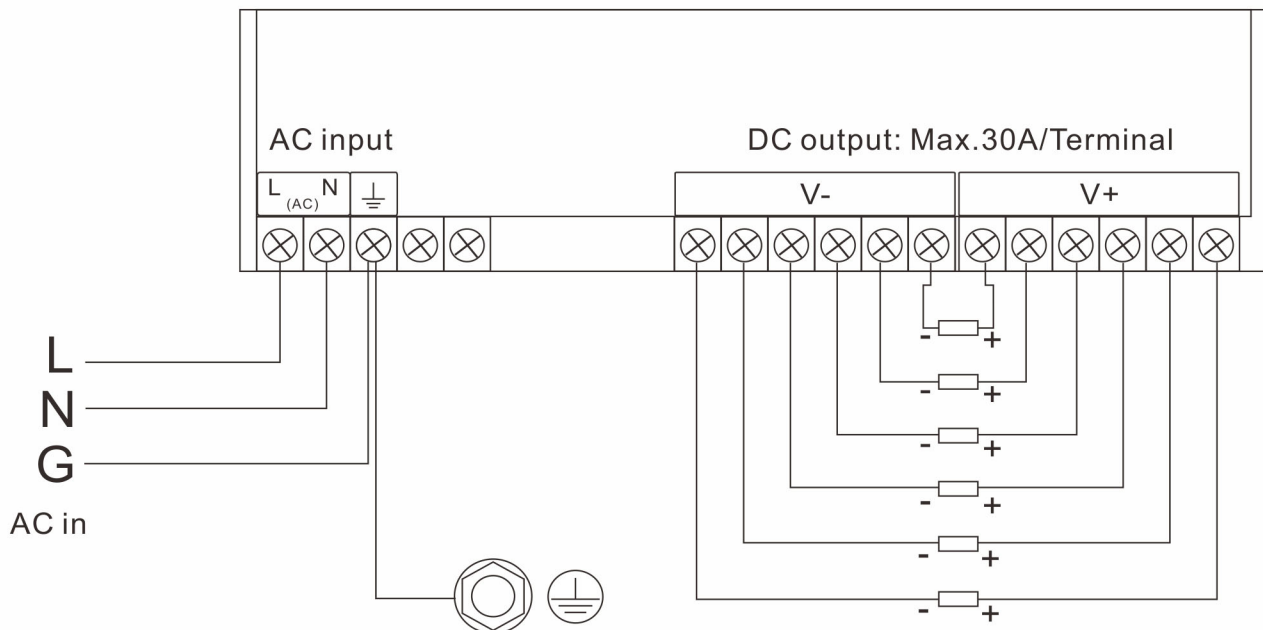 AC input
DC output: Max.30A/Terminal
L N
(AC)
V-
V+
L
N
G
AC in
- +
- +
- +
- +
- +
- +